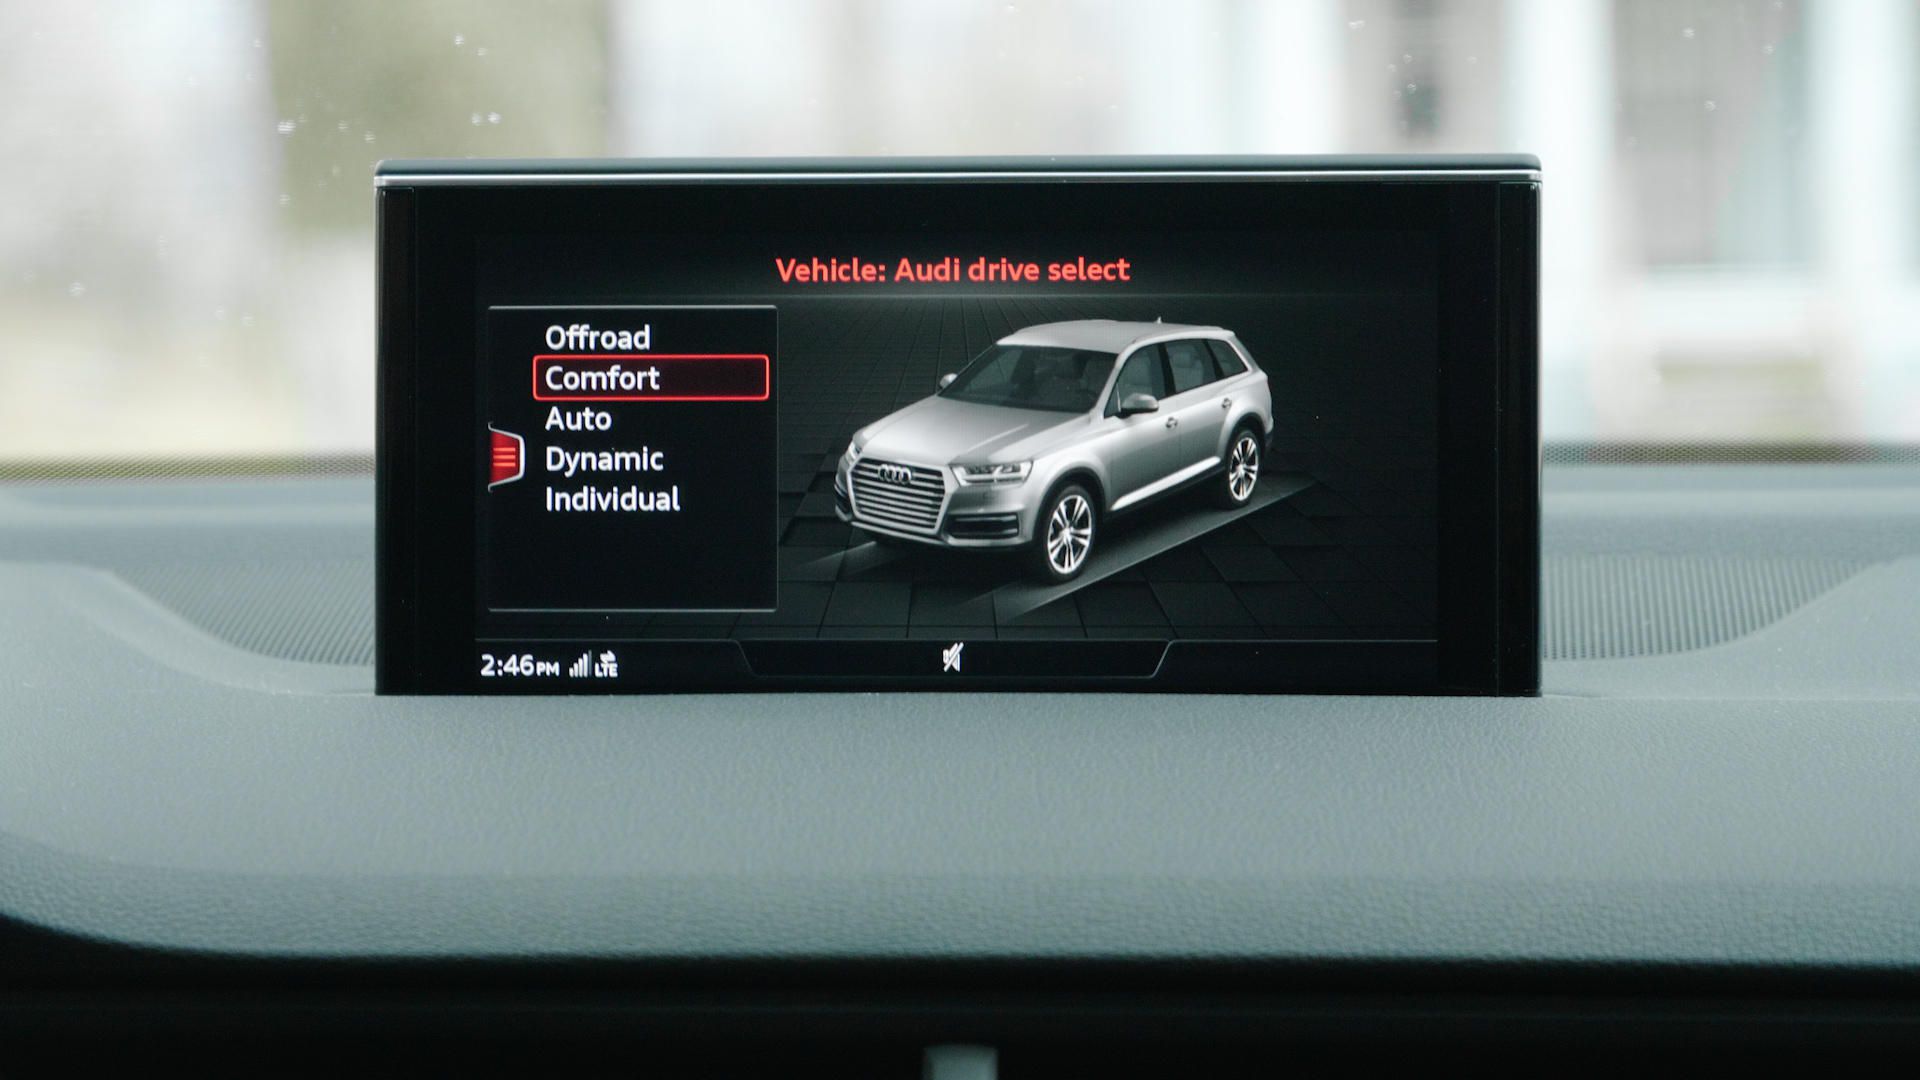 Vehicle: Audi drive select
Offroad
Comfort
Auto
Dynamic
Individual
2:46PM LTE